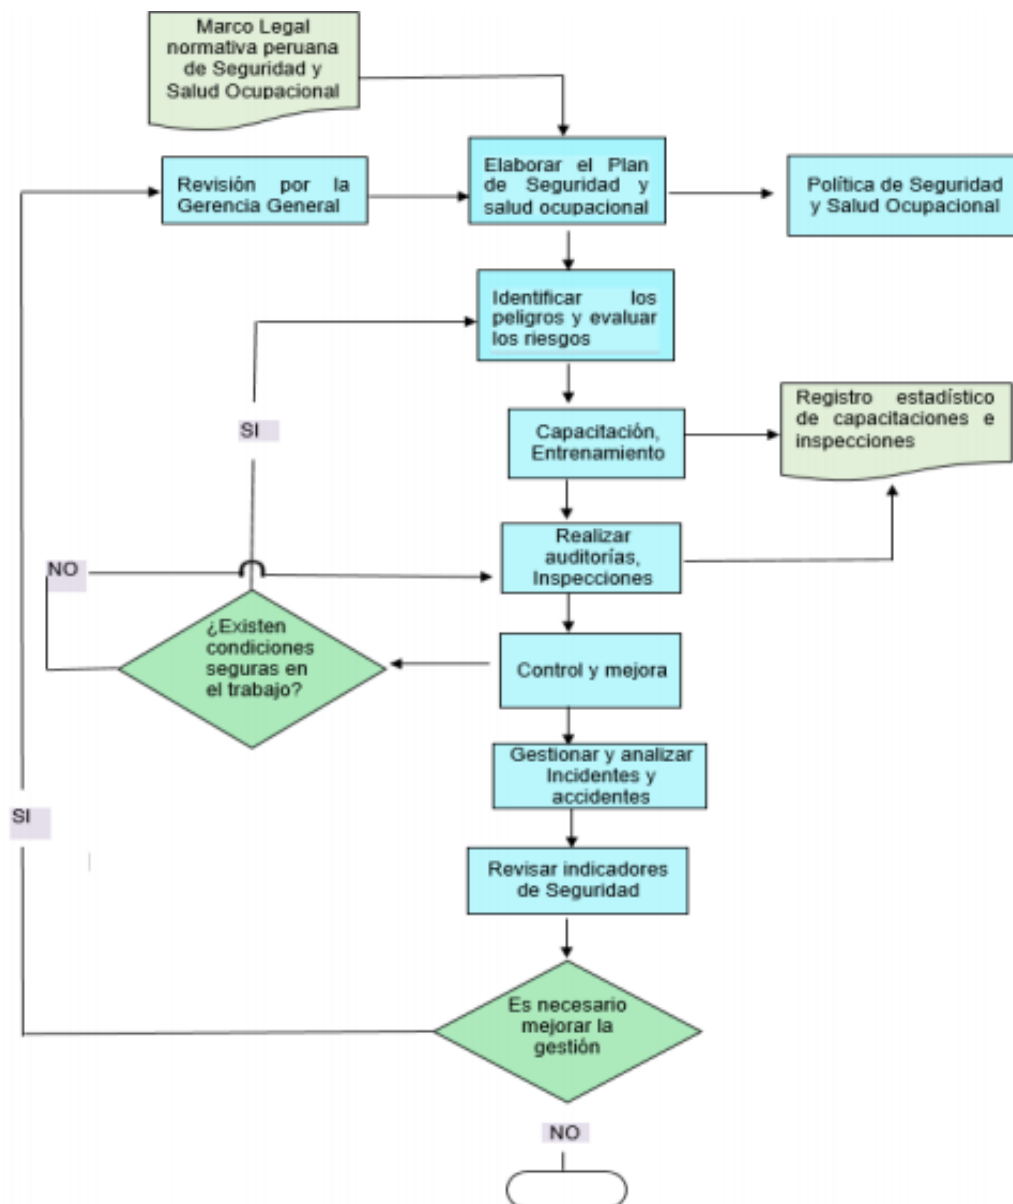 Marco Legal
normativa peruana
de Seguridad y
Salud Ocupacional
Revisión por la
Gerencia General
Elaborar el Plan
de Seguridad y
salud ocupacional
Política de Seguridad
y Salud Ocupacional
Identificar los
peligros y evaluar
los riesgos
SI
Capacitación,
Entrenamiento
Registro estadístico
de capacitaciones e
inspecciones
NO
Realizar
auditorías,
Inspecciones
¿Existen
condiciones
seguras en
el trabajo?
Control y mejora
Gestionar y analizar
Incidentes y
accidentes
SI
Revisar indicadores
de Seguridad
Es necesario
mejorar la
gestión
NO